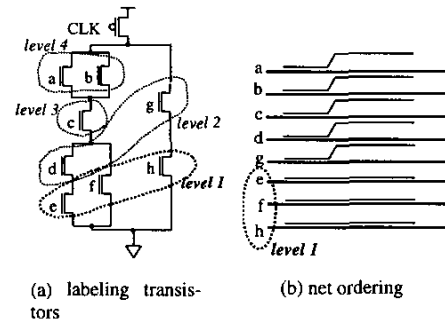 CLK
level 4
a
b
level 3
c
g
level 2
d
f
h
e
level 1
(a) labeling transis-
tors
a
b
c
d
g
e
f
h
level 1
(b) net ordering